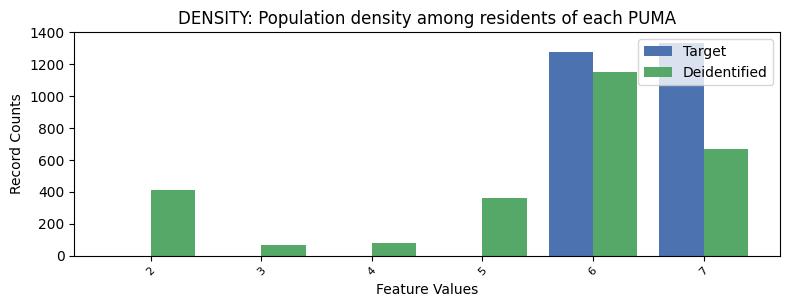 DENSITY: Population density among residents of each PUMA
Record Counts
1400
1200
1000
800
600
400
200
0
Target
Deidentified
2 3 4 5 6 7
Feature Values